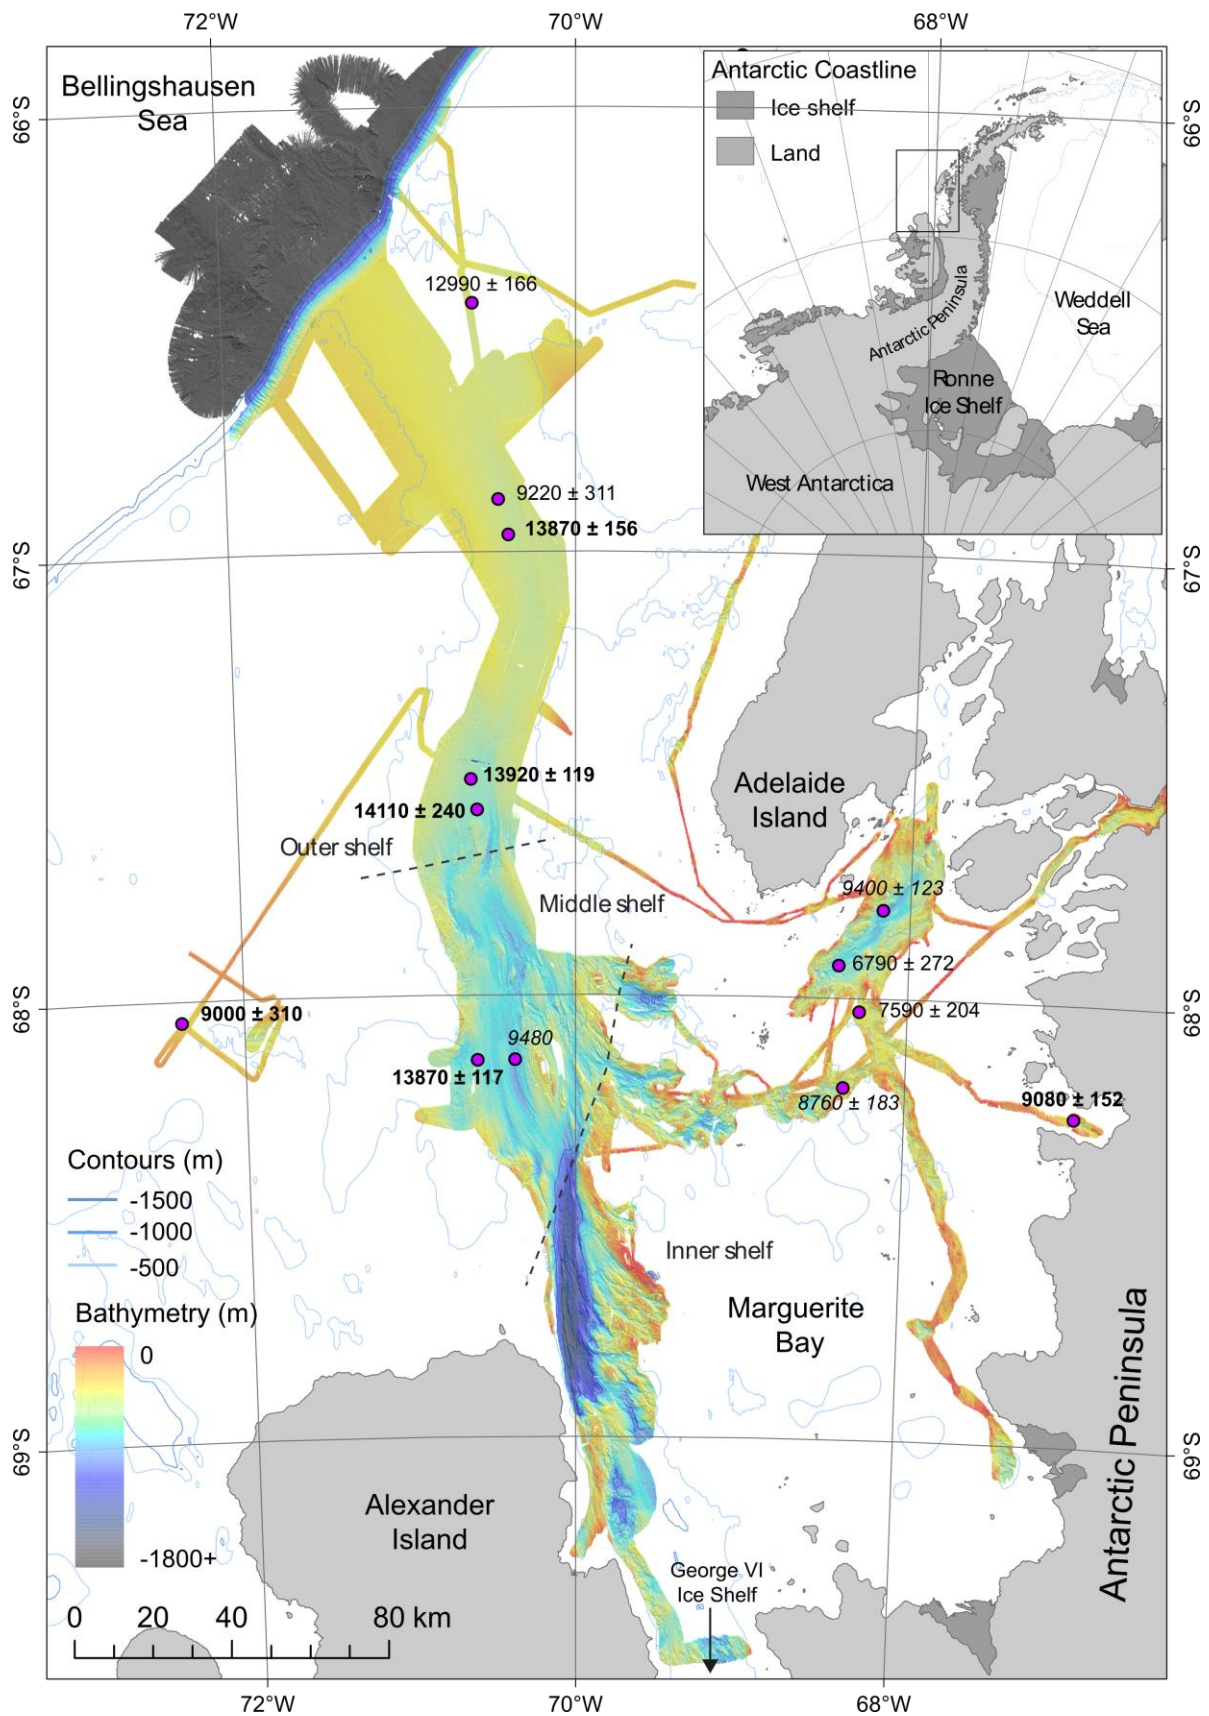 72°W
70°W
68°W
Bellingshausen
Sea
Antarctic Coastline
Ice shelf
Land
66°S
66°S
12990 ± 166
Antarctic Peninsula
Weddell
Sea
Ronne
Ice Shelf
West Antarctica
9220 ± 311
13870 ± 156
67°S
67°S
13920 ± 119
14110 ± 240
Adelaide
Island
Outer shelf
Middle shelf
9400 ± 123
6790 ± 272
68°S
68°S
9000 ± 310
7590 ± 204
9480
13870 ± 117
8760 ± 183
9080 ± 152
Contours (m)
-1500
-1000
-500
Inner shelf
Bathymetry (m)
0
-1800+
Marguerite
Bay
Antarctic Peninsula
69°S
69°S
Alexander
Island
George VI
Ice Shelf
0 20 40 80 km
72°W
70°W
68°W